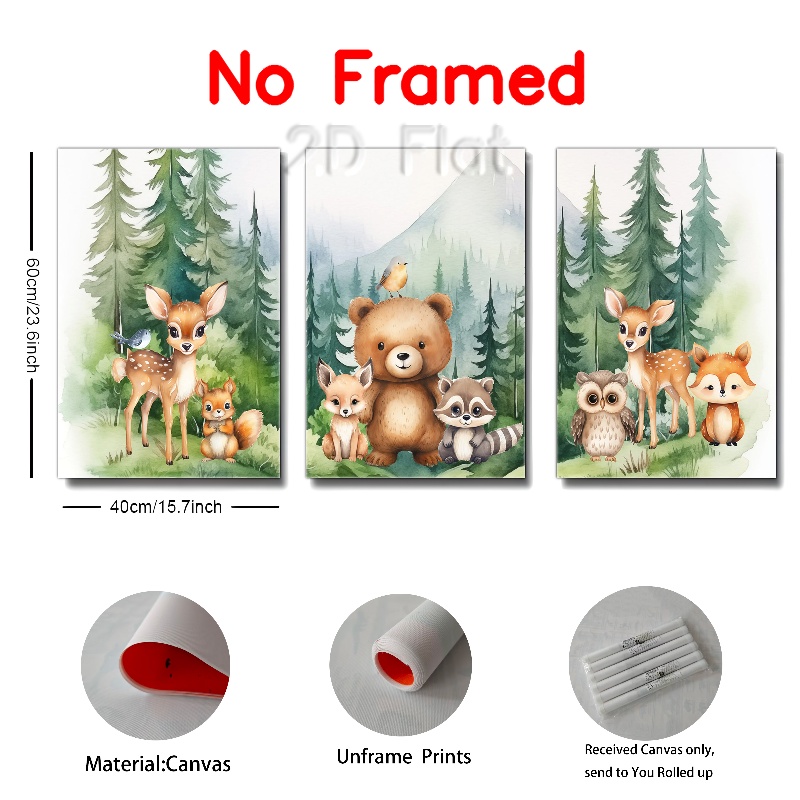 No Framed
2D Flat
60cm/23.6inch
40cm/15.7inch
Material:Canvas
Unframe Prints
Received Canvas only,
send to You Rolled up